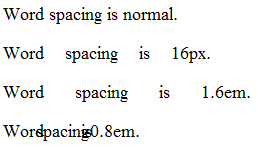 Word spacing is normal.
Word spacing is 16px.
Word spacing is 1.6em.
Word spacing is 0.8em.